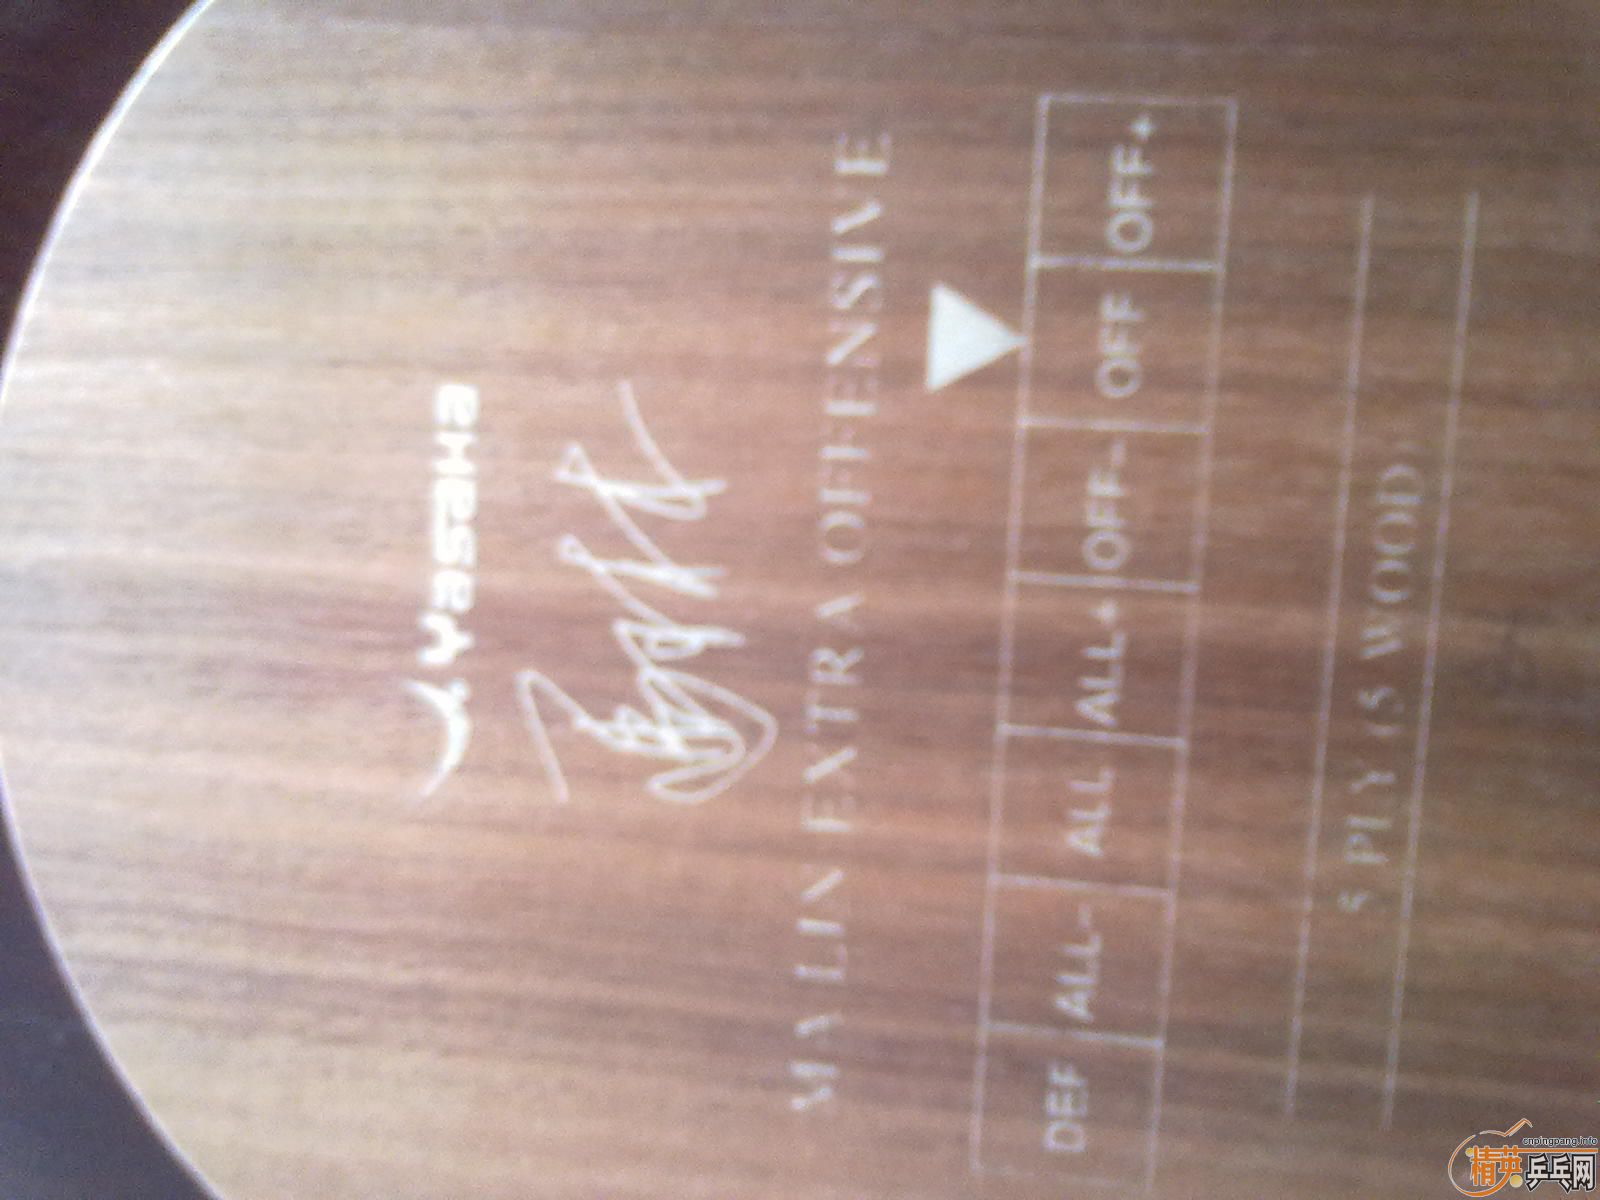 Yasaka
MA LIN EXTRA OFFENSIVE
DEF ALL- ALL ALL+ OFF- OFF OFF+
5 PLY (5 WOOD)
cnpingpang.info
精英乒乓网